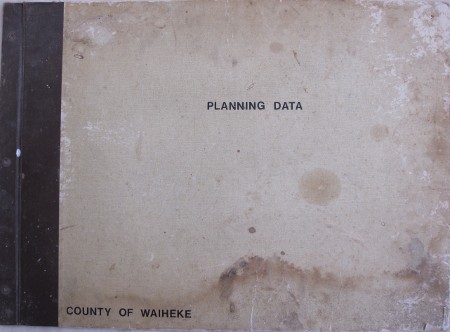 PLANNING DATA
COUNTY OF WAIHEKE